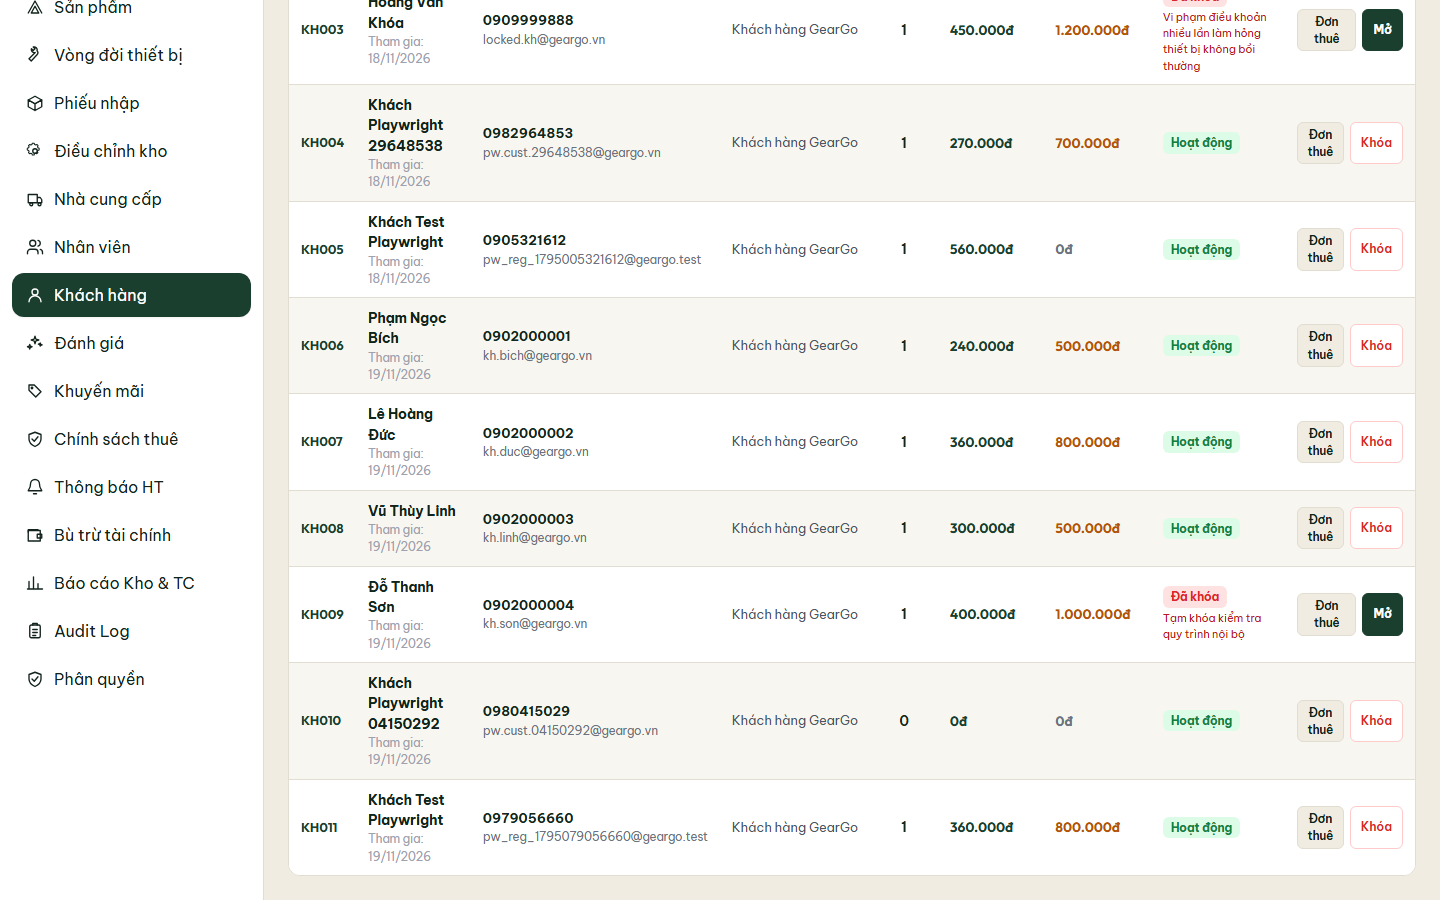 Sản phẩm
Vòng đời thiết bị
Phiếu nhập
Điều chỉnh kho
Nhà cung cấp
Nhân viên
Khách hàng
Đánh giá
Khuyến mãi
Chính sách thuê
Thông báo HT
Bù trừ tài chính
Báo cáo Kho & TC
Audit Log
Phân quyền
KH003
Hoàng Văn
Khóa
Tham gia:
18/11/2026
0909999888
locked.kh@geargo.vn
Khách hàng GearGo
1
450.000đ
1.200.000đ
Đã khóa
Vi phạm điều khoản
nhiều lần làm hỏng
thiết bị không bồi
thường
Đơn
thuê
Mở
KH004
Khách
Playwright
29648538
Tham gia:
18/11/2026
0982964853
pw.cust.29648538@geargo.vn
Khách hàng GearGo
1
270.000đ
700.000đ
Hoạt động
Đơn
thuê
Khóa
KH005
Khách Test
Playwright
Tham gia:
18/11/2026
0905321612
pw_reg_1795005321612@geargo.test
Khách hàng GearGo
1
560.000đ
0đ
Hoạt động
Đơn
thuê
Khóa
KH006
Phạm Ngọc
Bích
Tham gia:
19/11/2026
0902000001
kh.bich@geargo.vn
Khách hàng GearGo
1
240.000đ
500.000đ
Hoạt động
Đơn
thuê
Khóa
KH007
Lê Hoàng
Đức
Tham gia:
19/11/2026
0902000002
kh.duc@geargo.vn
Khách hàng GearGo
1
360.000đ
800.000đ
Hoạt động
Đơn
thuê
Khóa
KH008
Vũ Thùy Linh
Tham gia:
19/11/2026
0902000003
kh.linh@geargo.vn
Khách hàng GearGo
1
300.000đ
500.000đ
Hoạt động
Đơn
thuê
Khóa
KH009
Đỗ Thanh
Sơn
Tham gia:
19/11/2026
0902000004
kh.son@geargo.vn
Khách hàng GearGo
1
400.000đ
1.000.000đ
Đã khóa
Tạm khóa kiểm tra
quy trình nội bộ
Đơn
thuê
Mở
KH010
Khách
Playwright
04150292
Tham gia:
19/11/2026
0980415029
pw.cust.04150292@geargo.vn
Khách hàng GearGo
0
0đ
0đ
Hoạt động
Đơn
thuê
Khóa
KH011
Khách Test
Playwright
Tham gia:
19/11/2026
0979056660
pw_reg_1795079056660@geargo.test
Khách hàng GearGo
1
360.000đ
800.000đ
Hoạt động
Đơn
thuê
Khóa